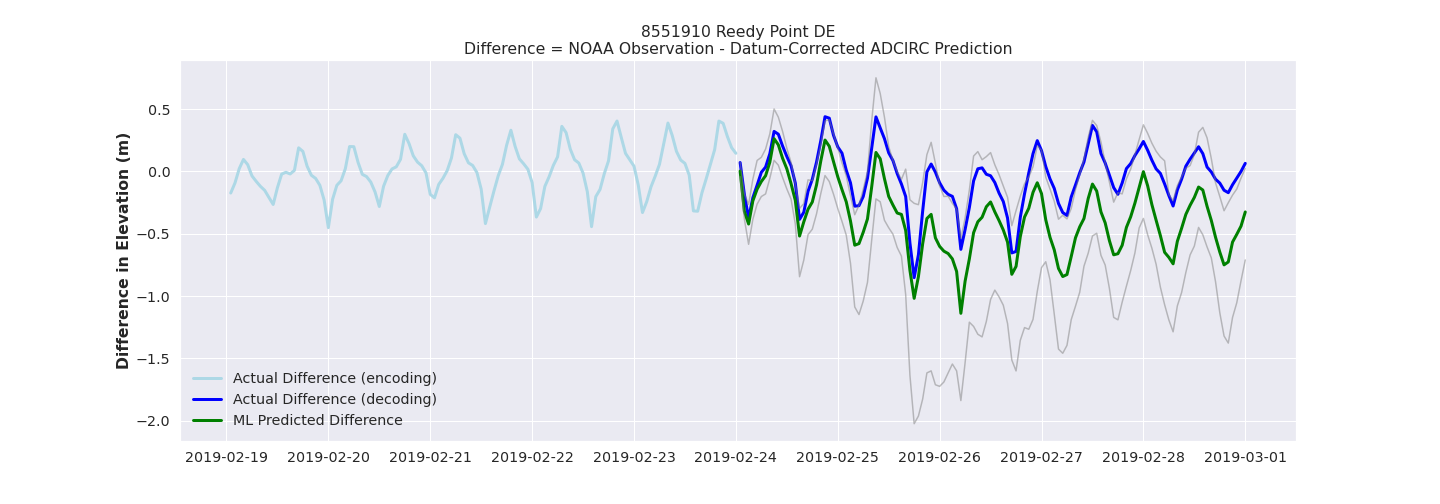 8551910 Reedy Point DE
Difference = NOAA Observation - Datum-Corrected ADCIRC Prediction
Difference in Elevation (m)
0.5
0.0
−0.5
−1.0
−1.5
−2.0
Actual Difference (encoding)
Actual Difference (decoding)
ML Predicted Difference
2019-02-19 2019-02-20 2019-02-21 2019-02-22 2019-02-23 2019-02-24 2019-02-25 2019-02-26 2019-02-27 2019-02-28 2019-03-01